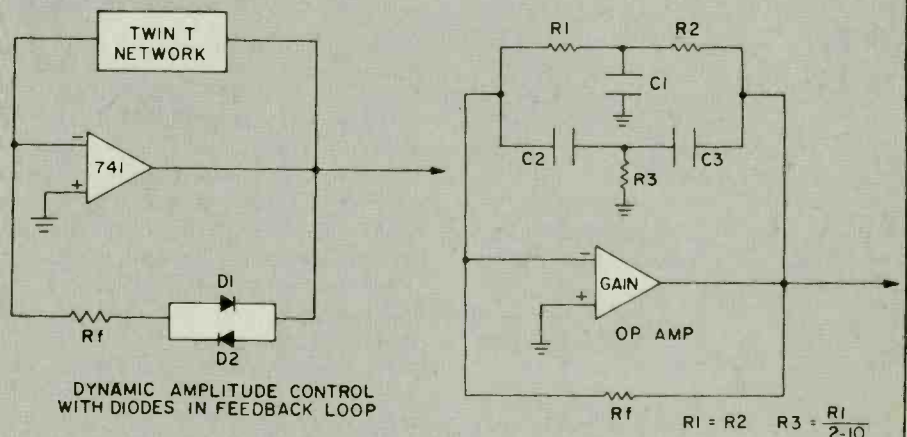 TWIN T
NETWORK
−
741
+
D1
Rf
D2
DYNAMIC AMPLITUDE CONTROL
WITH DIODES IN FEEDBACK LOOP
R1
R2
C1
C2
C3
R3
−
GAIN
+
OP AMP
Rf
R1 = R2 R3 = R1
2-10